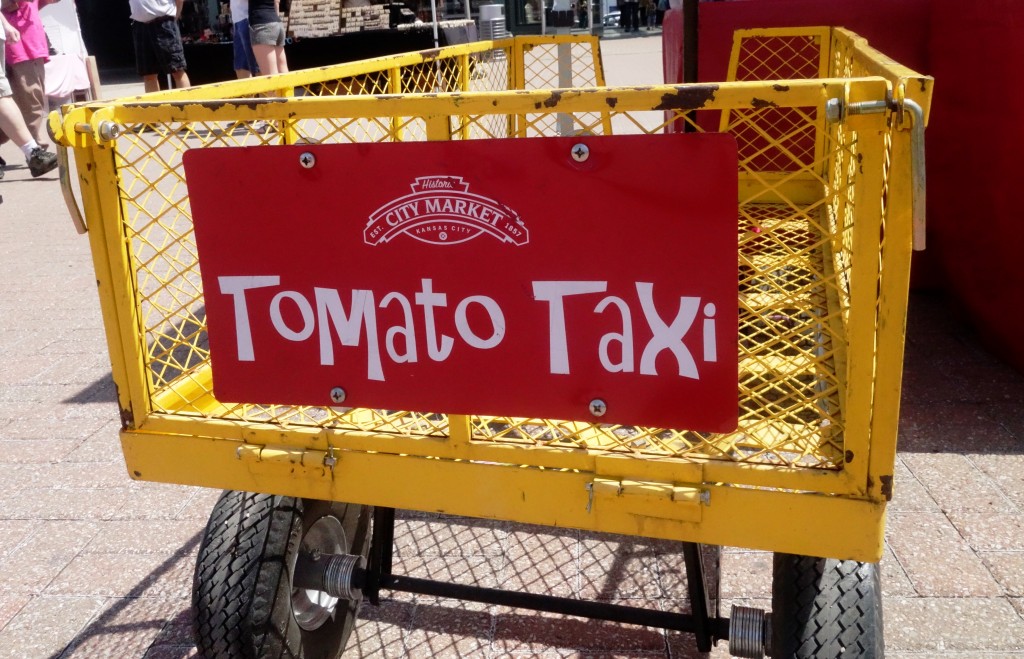 Historic
CITY MARKET
EST. 1857
KANSAS CITY
Tomato Taxi